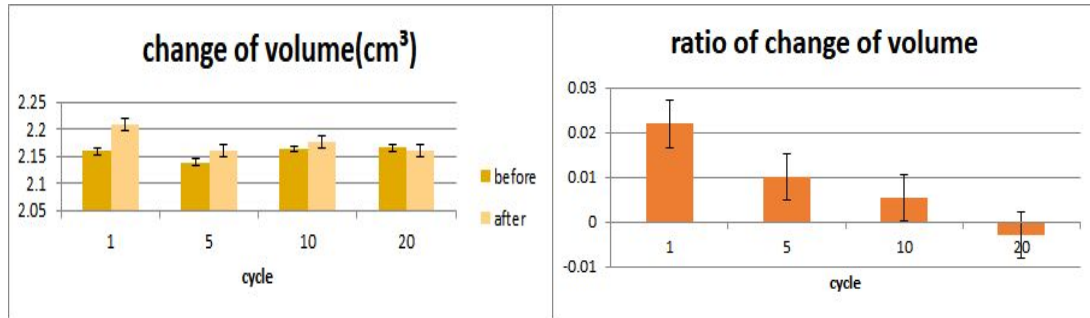 change of volume(cm³)
2.25
2.2
2.15
2.1
2.05
1 5 10 20
cycle
before
after
ratio of change of volume
0.03
0.02
0.01
0
-0.01
1 5 10 20
cycle